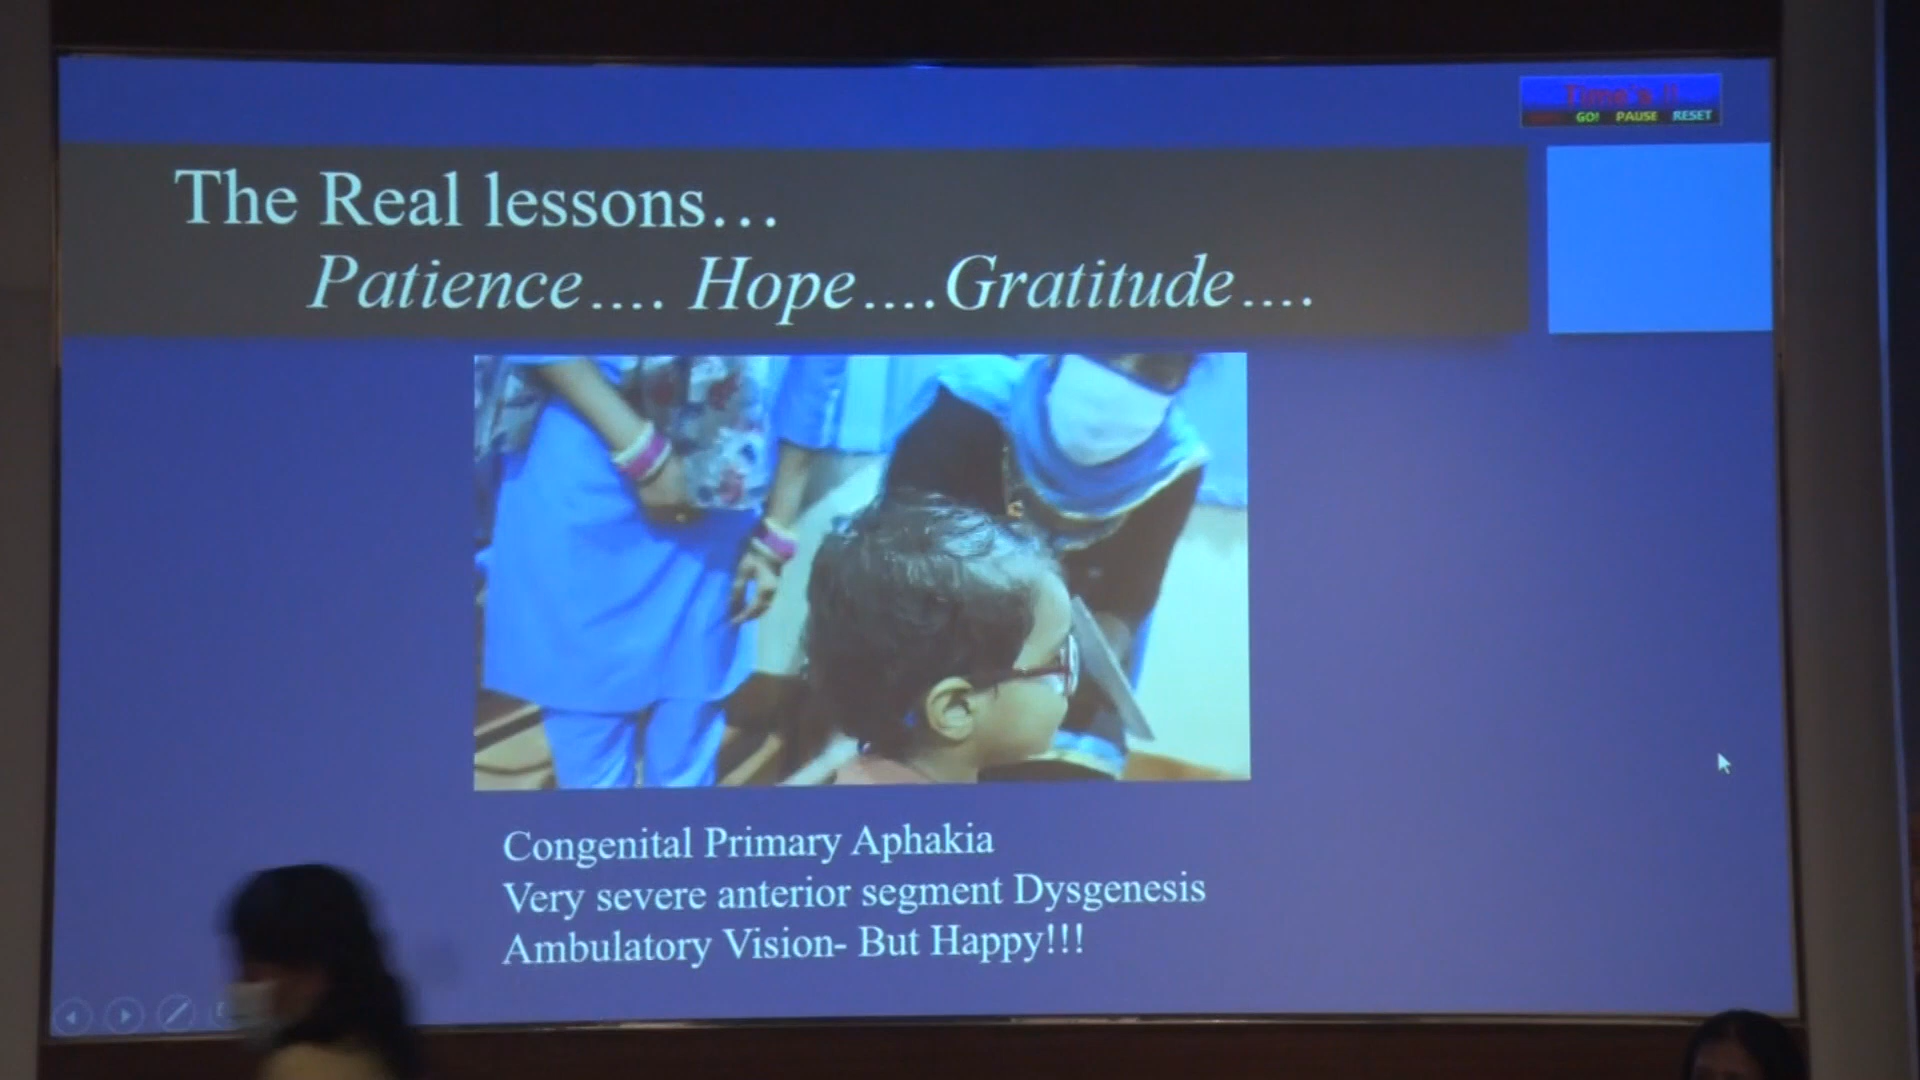 Time's !!
GO! PAUSE RESET
The Real lessons...
Patience.... Hope....Gratitude....
Congenital Primary Aphakia
Very severe anterior segment Dysgenesis
Ambulatory Vision- But Happy!!!